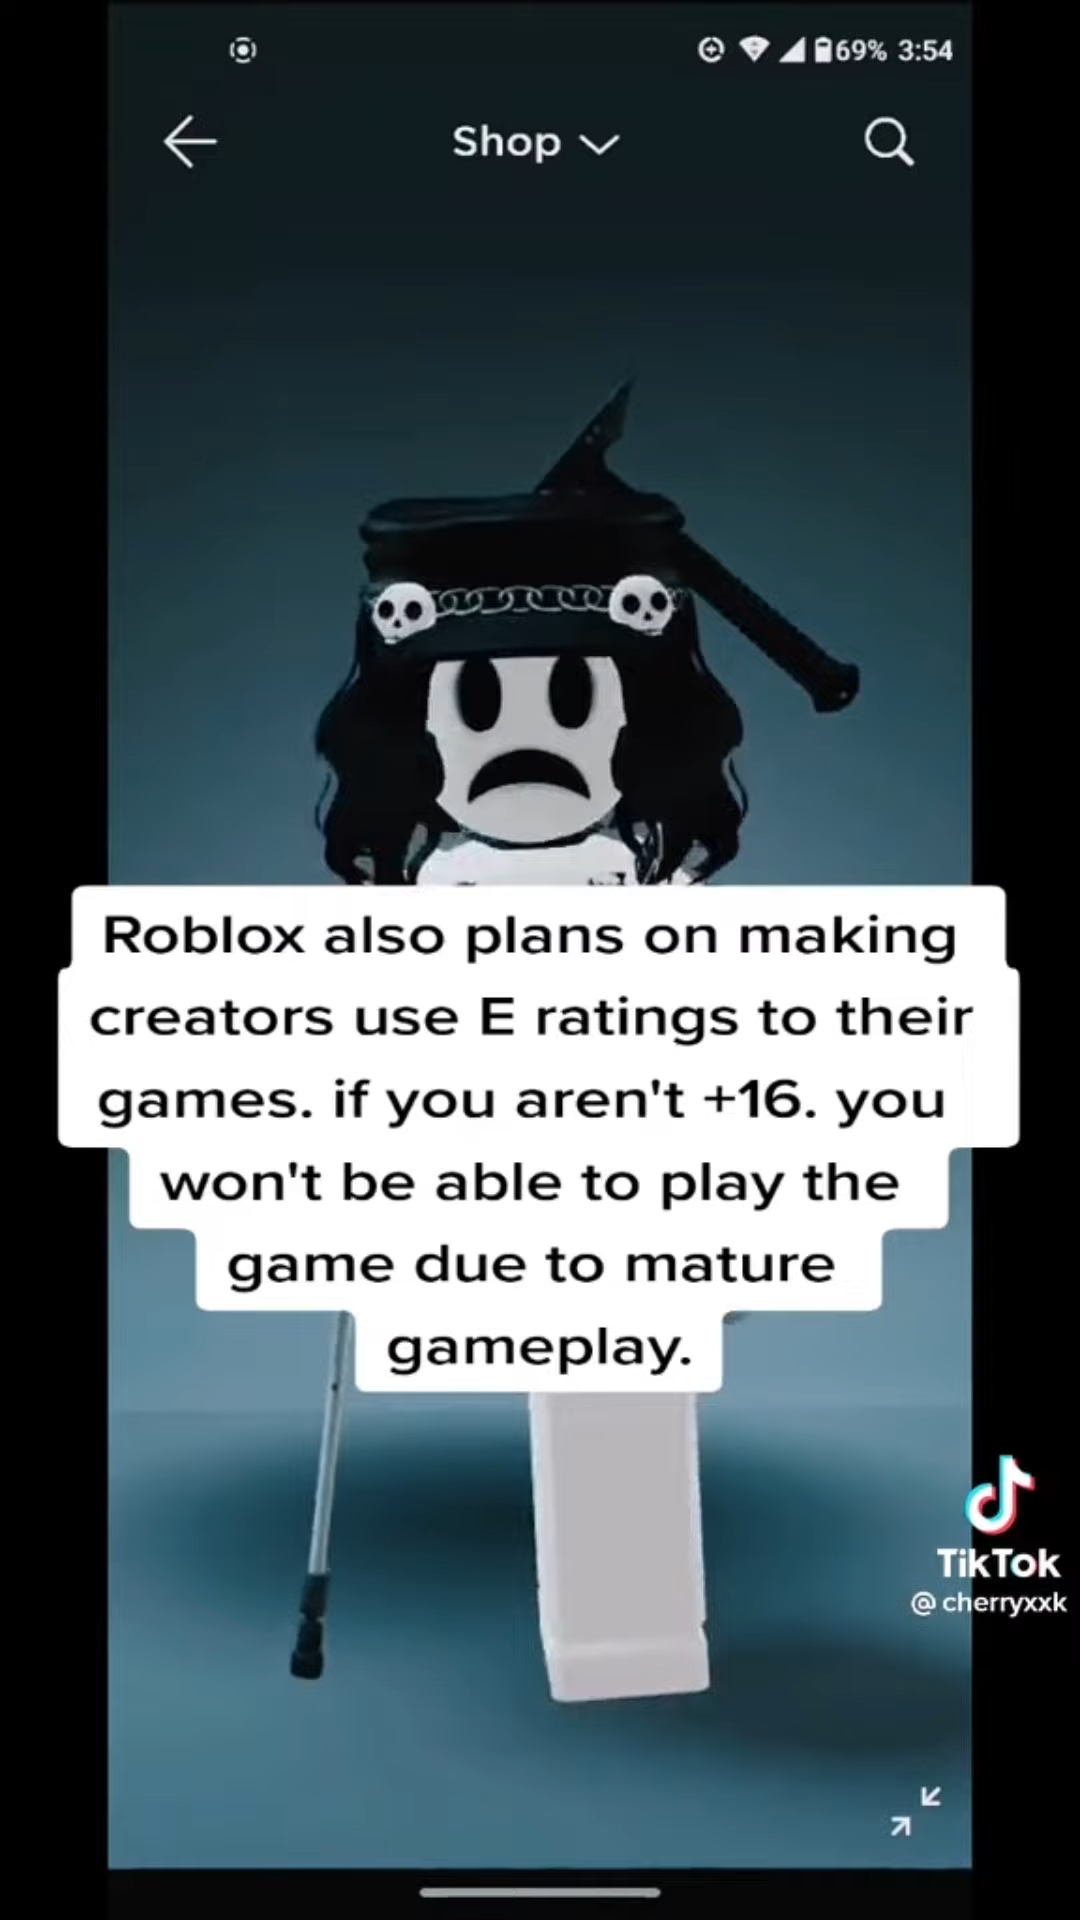 69% 3:54
Shop
Roblox also plans on making
creators use E ratings to their
games. if you aren't +16. you
won't be able to play the
game due to mature
gameplay.
TikTok
@cherryxxk